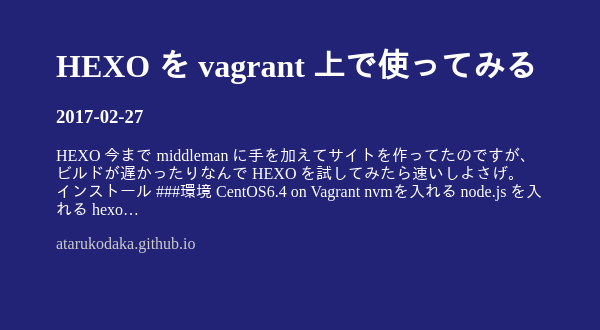 HEXO を vagrant 上で使ってみる
2017-02-27
HEXO 今まで middleman に手を加えてサイトを作ってたのですが、
ビルドが遅かったりなんで HEXO を試してみたら速いしよさげ。
インストール ###環境 CentOS6.4 on Vagrant nvmを入れる node.js を入
れる hexo…
atarukodaka.github.io